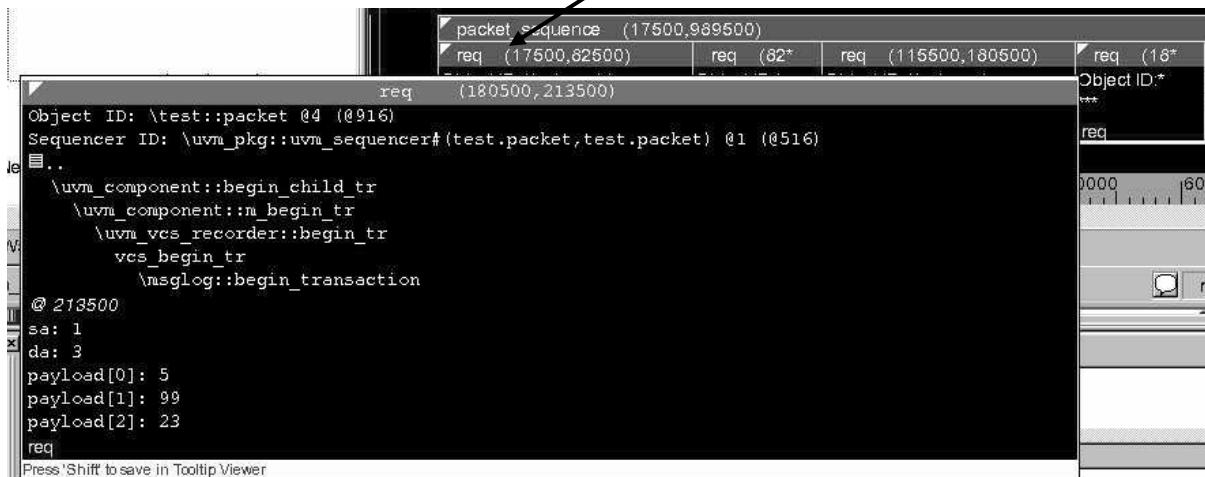 packet_sequence (17500,989500)
req (17500,82500) req (82* req (115500,180500) req (18*
Object ID:*
***
req
req (180500,213500)
Object ID: \test::packet @4 (@916)
Sequencer ID: \uvm_pkg::uvm_sequencer#(test.packet,test.packet) @1 (@516)
..
\uvm_component::begin_child_tr
\uvm_component::m_begin_tr
\uvm_vcs_recorder::begin_tr
vcs_begin_tr
\msglog::begin_transaction
@ 213500
sa: 1
da: 3
payload[0]: 5
payload[1]: 99
payload[2]: 23
req
Press 'Shift' to save in Tooltip Viewer